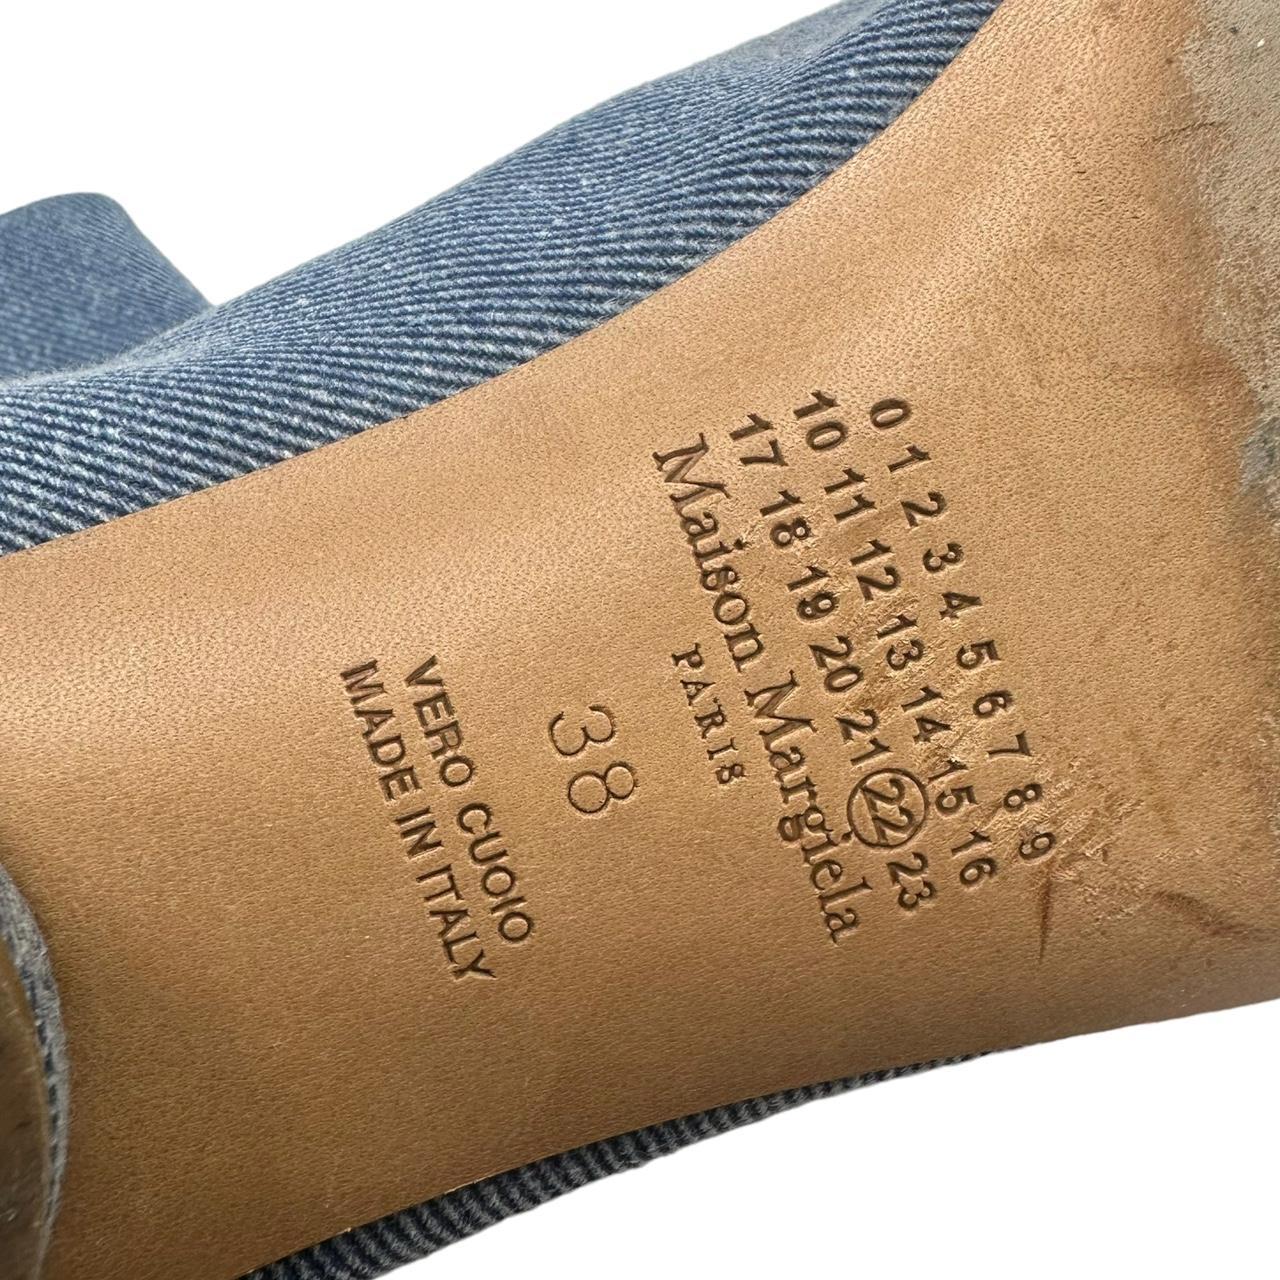 0 1 2 3 4 5 6 7 8 9
10 11 12 13 14 15 16
17 18 19 20 21 22 23
Maison Margiela
PARIS
38
VERO CUOIO
MADE IN ITALY